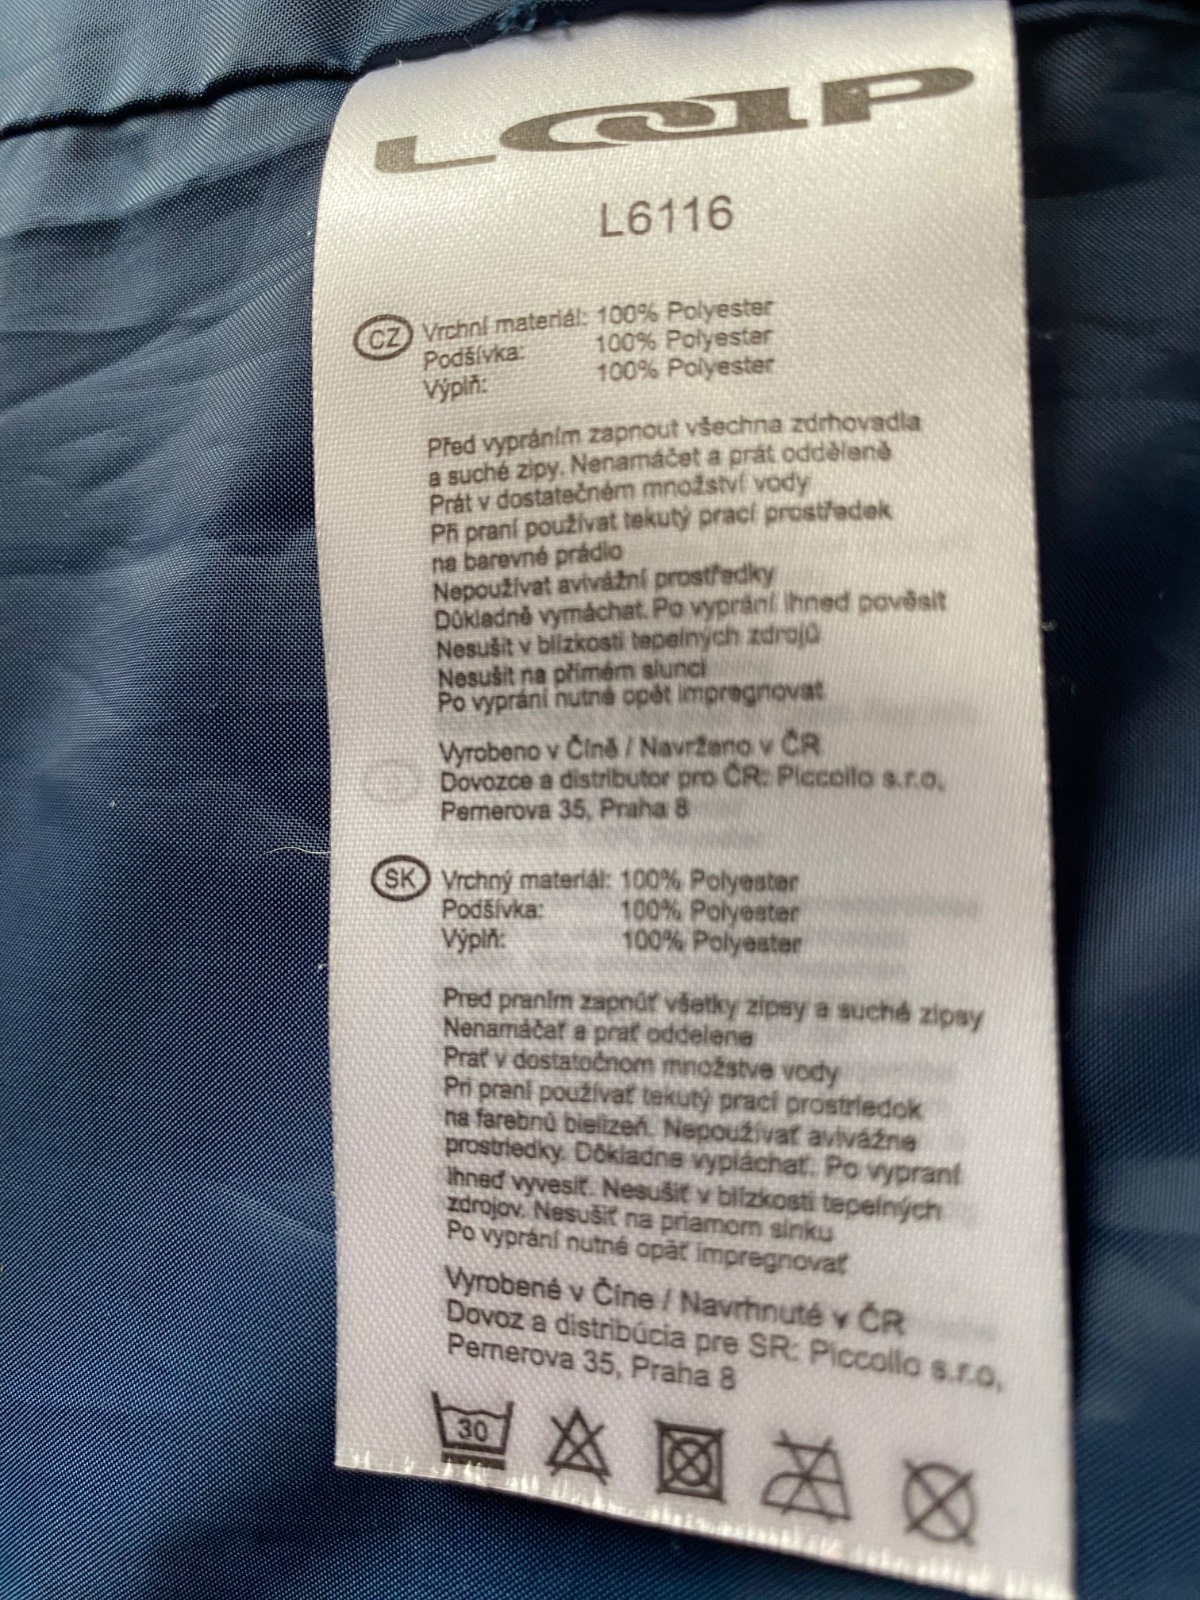 LOAP
L6116
CZ Vrchní materiál: 100% Polyester
Podšívka: 100% Polyester
Výplň: 100% Polyester
Před vypráním zapnout všechna zdrhovadla
a suché zipy. Nenamáčet a prát odděleně
Prát v dostatečném množství vody
Při praní používat tekutý prací prostředek
na barevné prádlo
Nepoužívat avivážní prostředky
Důkladně vymáchat. Po vyprání ihned pověsit
Nesušit v blízkosti tepelných zdrojů
Nesušit na přímém slunci
Po vyprání nutné opět impregnovat
Vyrobeno v Číně / Navrženo v ČR
Dovozce a distributor pro ČR: Piccollo s.r.o,
Pernerova 35, Praha 8
SK Vrchný materiál: 100% Polyester
Podšívka: 100% Polyester
Výplň: 100% Polyester
Pred praním zapnúť všetky zipsy a suché zipsy
Nenamáčať a prať oddelene
Prať v dostatočnom množstve vody
Pri praní používať tekutý prací prostriedok
na farebnú bielizeň. Nepoužívať avivážne
prostriedky. Dôkladne vypláchať. Po vypraní
ihneď vyvesiť. Nesušiť v blízkosti tepelných
zdrojov. Nesušiť na priamom slnku
Po vyprání nutné opäť impregnovať
Vyrobené v Číne / Navrhnuté v ČR
Dovoz a distribúcia pre SR: Piccollo s.r.o,
Pernerova 35, Praha 8
30